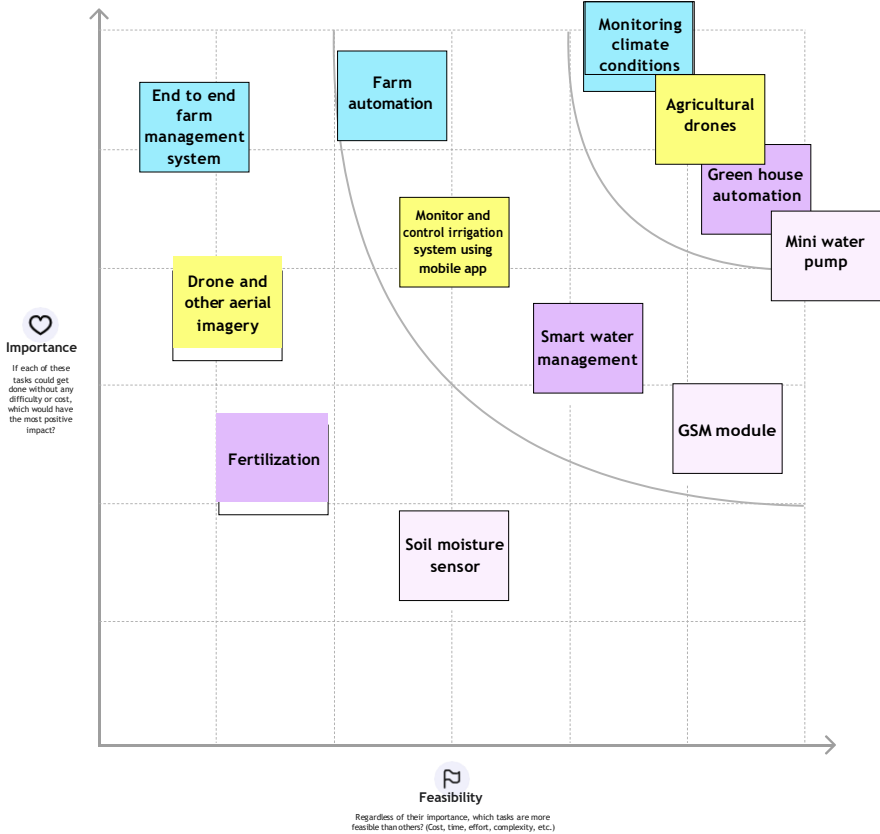 Monitoring
climate
conditions
Farm
automation
End to end
farm
management
system
Agricultural
drones
Green house
automation
Monitor and
control irrigation
system using
mobile app
Mini water
pump
Drone and
other aerial
imagery
Smart water
management
Importance
If each of these
tasks could get
done without any
difficulty or cost,
which would have
the most positive
impact?
GSM module
Fertilization
Soil moisture
sensor
Feasibility
Regardless of their importance, which tasks are more
feasible than others? (Cost, time, effort, complexity, etc.)